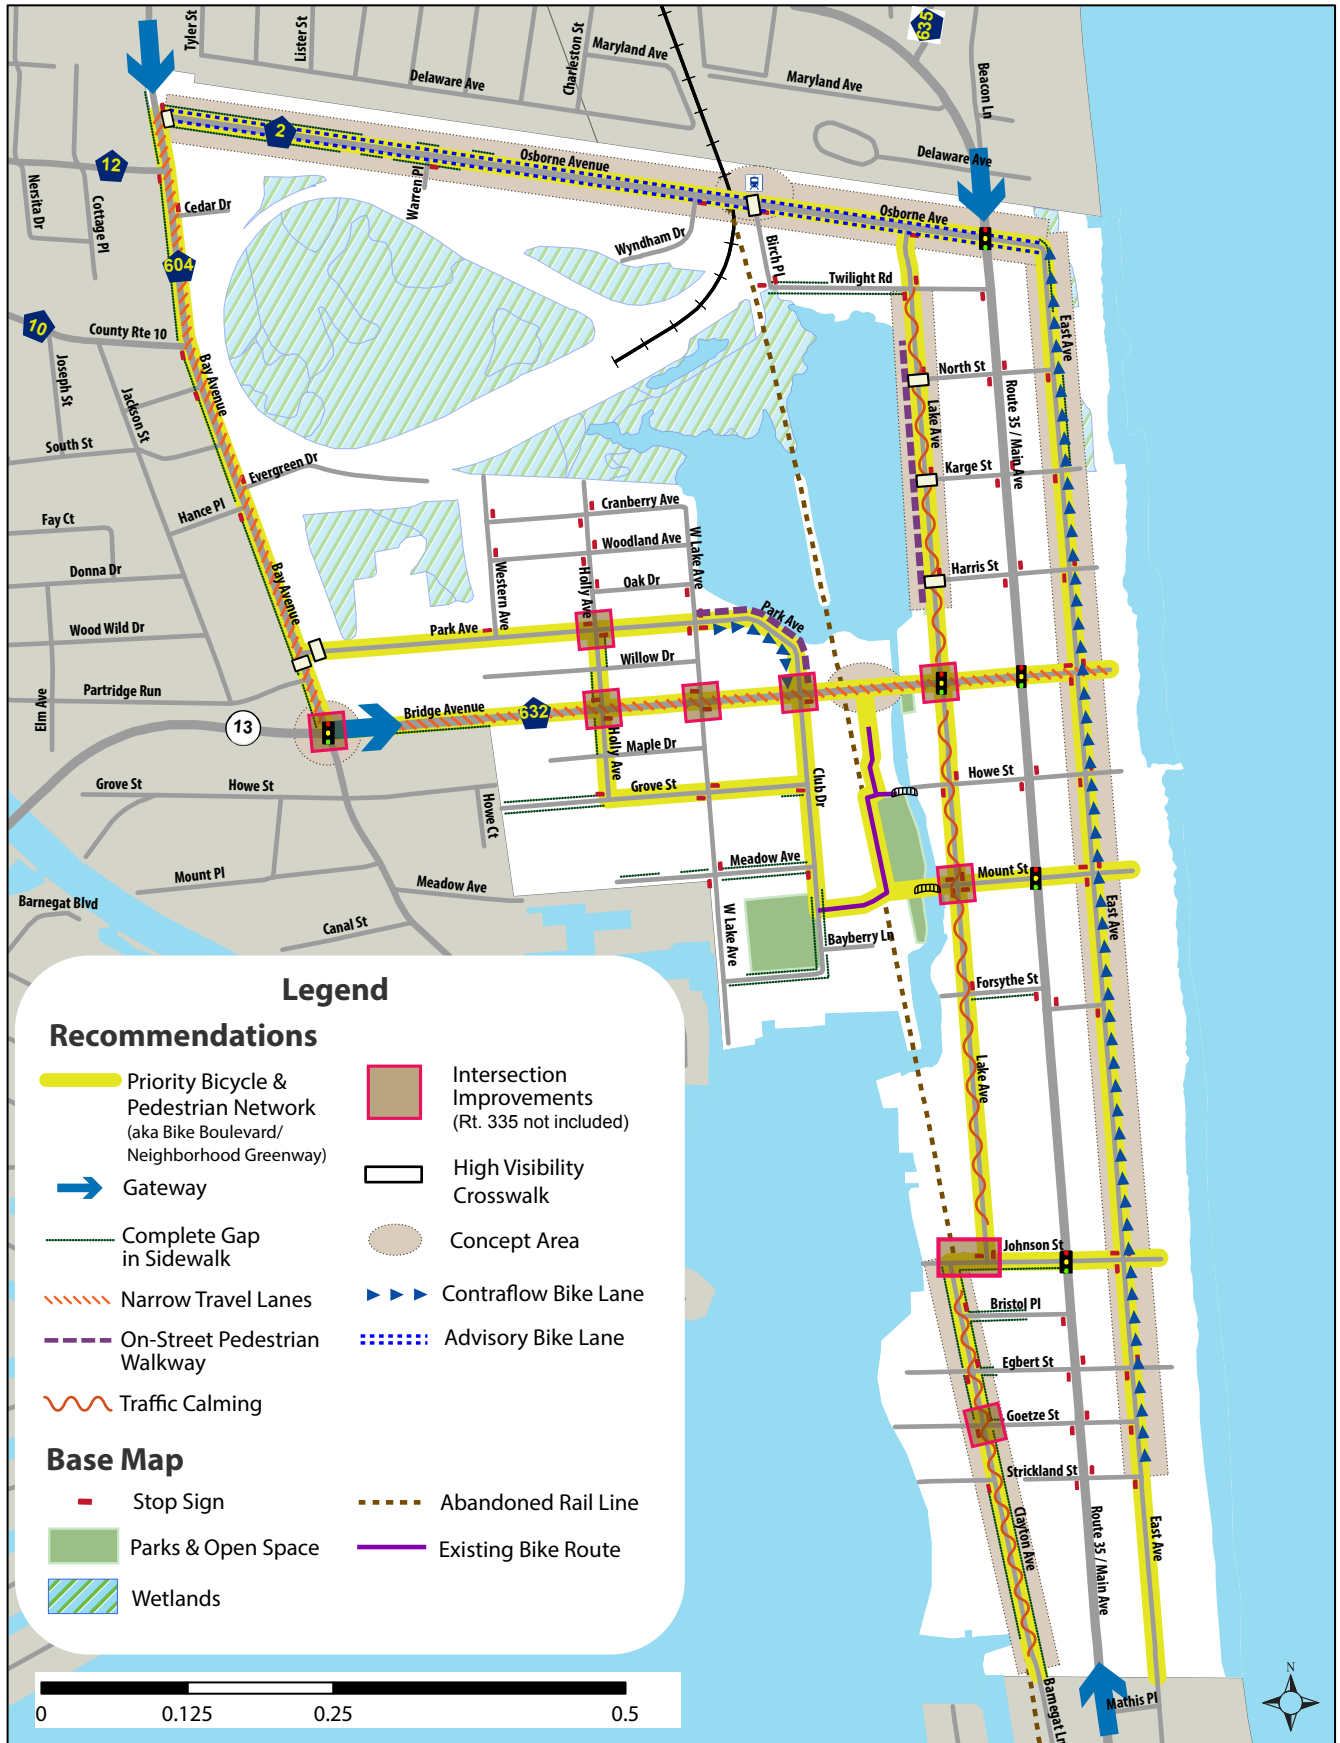 Tyler St
Lister St
Charleston St
Maryland Ave
Delaware Ave
Maryland Ave
635
Beacon Ln
Delaware Ave
2
12
Osborne Avenue
Osborne Ave
Nersita Dr
Cottage Pl
Cedar Dr
Warren Pl
Wyndham Dr
Birch Pl
Twilight Rd
604
10
County Rte 10
Joseph St
Jackson St
Bay Avenue
East Ave
North St
Lake Ave
Route 35 / Main Ave
South St
Evergreen Dr
Karge St
Hance Pl
Cranberry Ave
Fay Ct
Woodland Ave
W Lake Ave
Donna Dr
Bay Avenue
Western Ave
Holly Ave
Oak Dr
Harris St
Wood Wild Dr
Park Ave
Park Ave
Willow Dr
Partridge Run
Elm Ave
Bridge Avenue
632
13
Holly Ave
Maple Dr
Howe St
Grove St
Howe St
Grove St
Club Dr
Howe Ct
Mount Pl
Meadow Ave
Meadow Ave
Mount St
Barnegat Blvd
Canal St
W Lake Ave
Bayberry Ln
East Ave
Forsythe St
Lake Ave
Johnson St
Bristol Pl
Egbert St
Goetze St
Strickland St
Clayton Ave
Route 35 / Main Ave
East Ave
Barnegat Ln
Mathis Pl
N
Legend
Recommendations
Priority Bicycle &
Pedestrian Network
(aka Bike Boulevard/
Neighborhood Greenway)
Gateway
Complete Gap
in Sidewalk
Narrow Travel Lanes
On-Street Pedestrian
Walkway
Traffic Calming
Intersection
Improvements
(Rt. 335 not included)
High Visibility
Crosswalk
Concept Area
Contraflow Bike Lane
Advisory Bike Lane
Base Map
Stop Sign
Parks & Open Space
Wetlands
Abandoned Rail Line
Existing Bike Route
0
0.125
0.25
0.5